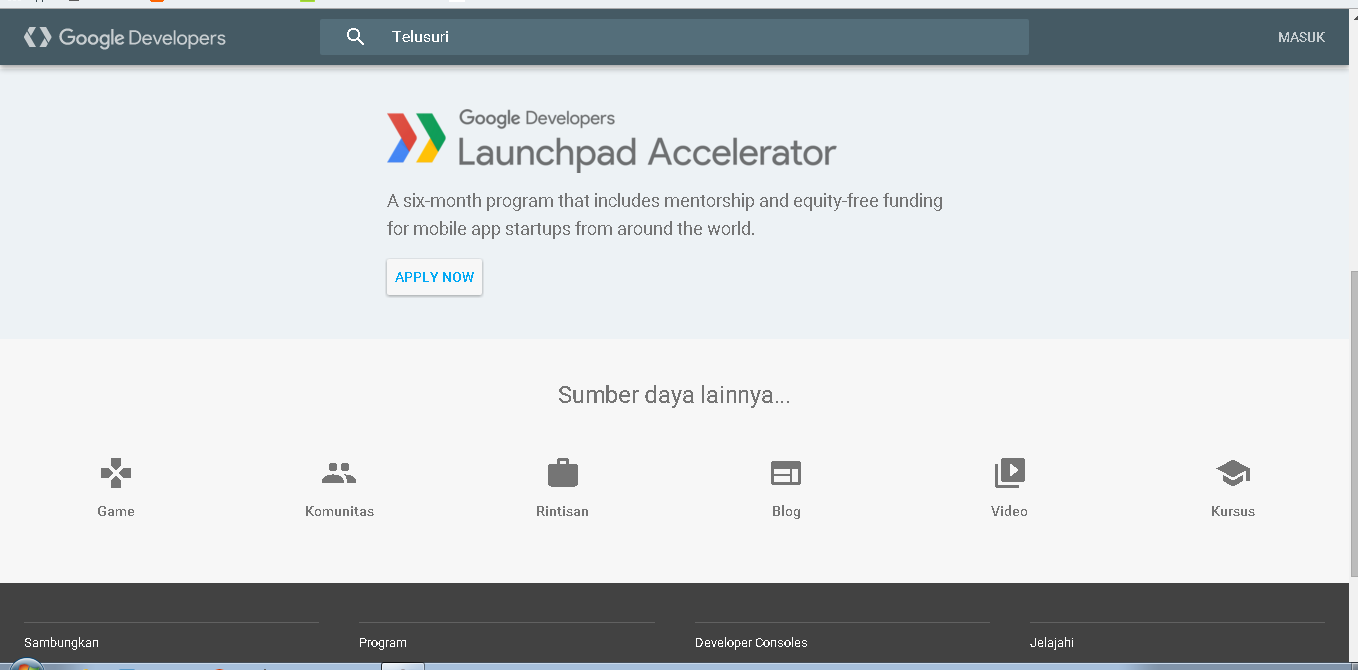 Google Developers
Telusuri
MASUK
Google Developers
Launchpad Accelerator
A six-month program that includes mentorship and equity-free funding
for mobile app startups from around the world.
APPLY NOW
Sumber daya lainnya...
Game
Komunitas
Rintisan
Blog
Video
Kursus
Sambungkan
Program
Developer Consoles
Jelajahi